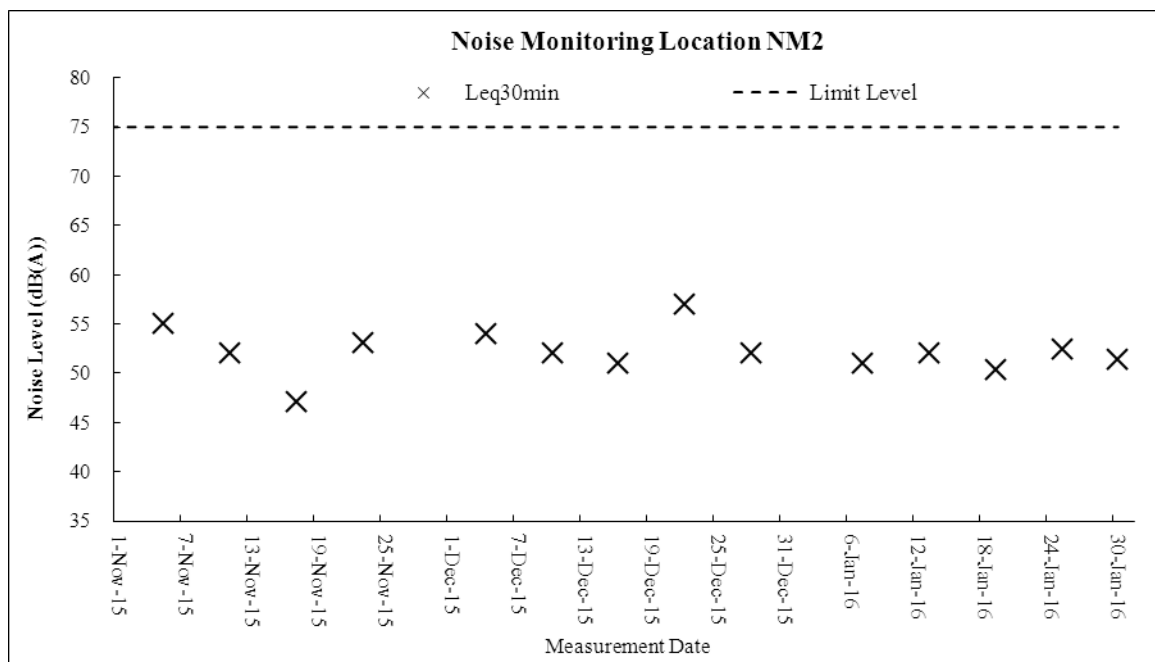 Noise Monitoring Location NM2
Leq30min
Limit Level
80
75
70
65
60
55
50
45
40
35
Noise Level (dB(A))
1-Nov-15
7-Nov-15
13-Nov-15
19-Nov-15
25-Nov-15
1-Dec-15
7-Dec-15
13-Dec-15
19-Dec-15
25-Dec-15
31-Dec-15
6-Jan-16
12-Jan-16
18-Jan-16
24-Jan-16
30-Jan-16
Measurement Date